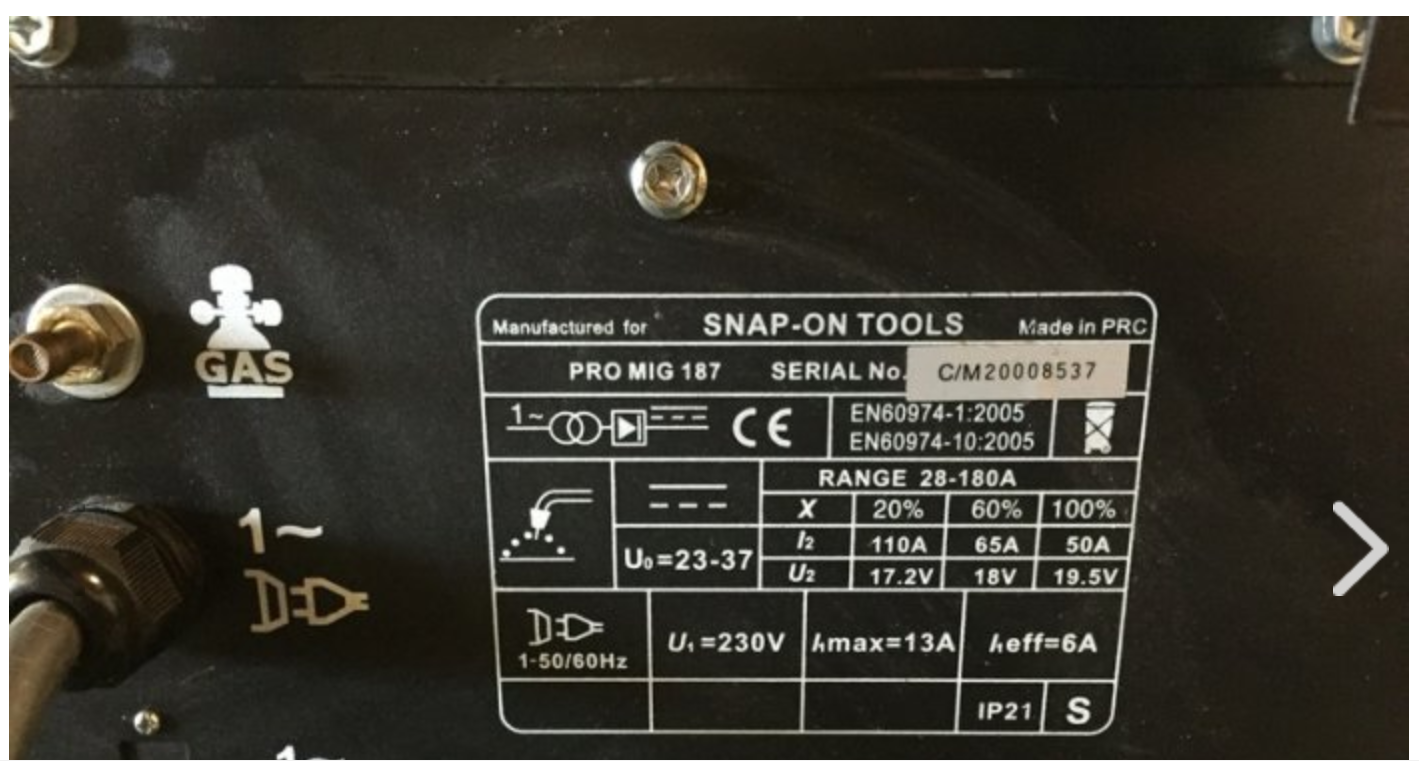 GAS
1~
Manufactured for SNAP-ON TOOLS Made in PRC
PRO MIG 187 SERIAL No. C/M20008537
1~ CE EN60974-1:2005
EN60974-10:2005
RANGE 28-180A
X 20% 60% 100%
I2 110A 65A 50A
U0=23-37
U2 17.2V 18V 19.5V
1~50/60Hz U1=230V I1max=13A I1eff=6A
IP21 S
1~